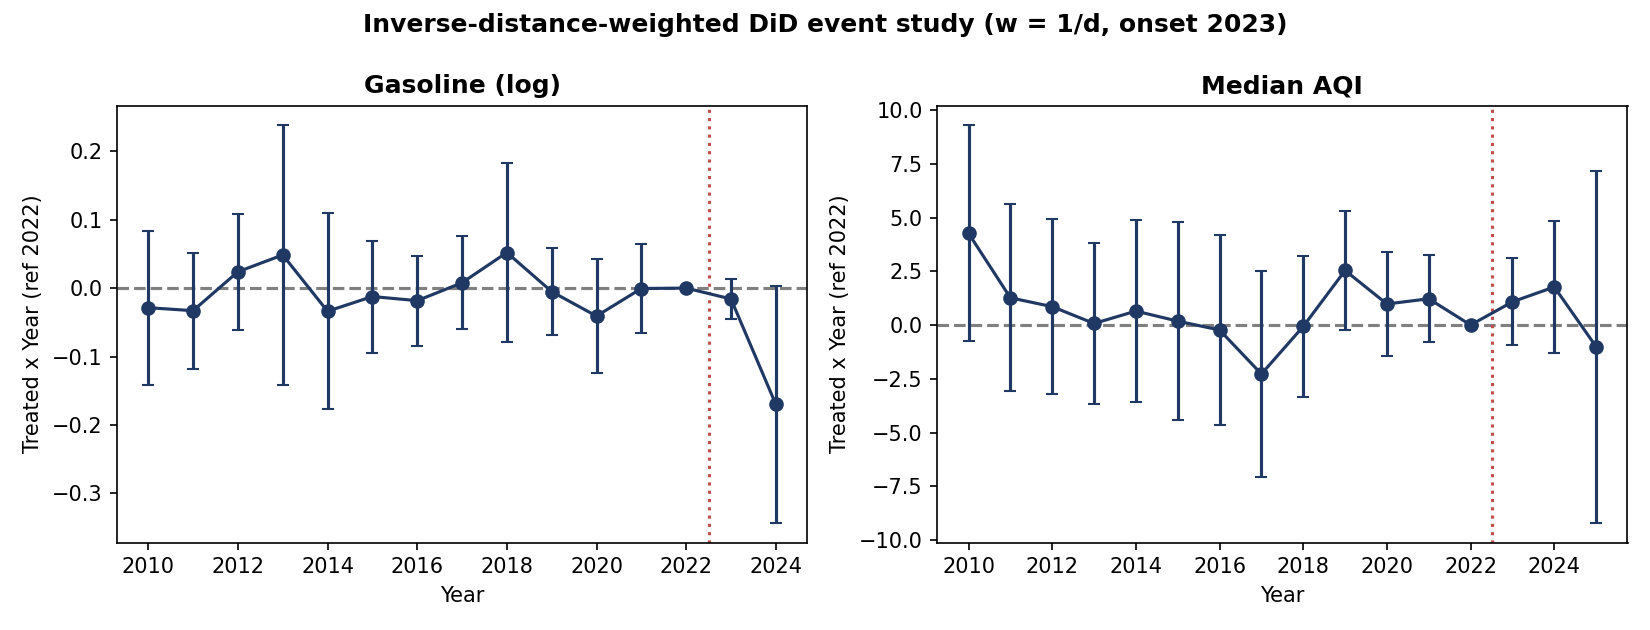 Inverse-distance-weighted DiD event study (w = 1/d, onset 2023)
Gasoline (log)
Treated x Year (ref 2022)
0.2
0.1
0.0
−0.1
−0.2
−0.3
2010 2012 2014 2016 2018 2020 2022 2024
Year
Median AQI
Treated x Year (ref 2022)
10.0
7.5
5.0
2.5
0.0
−2.5
−5.0
−7.5
−10.0
2010 2012 2014 2016 2018 2020 2022 2024
Year